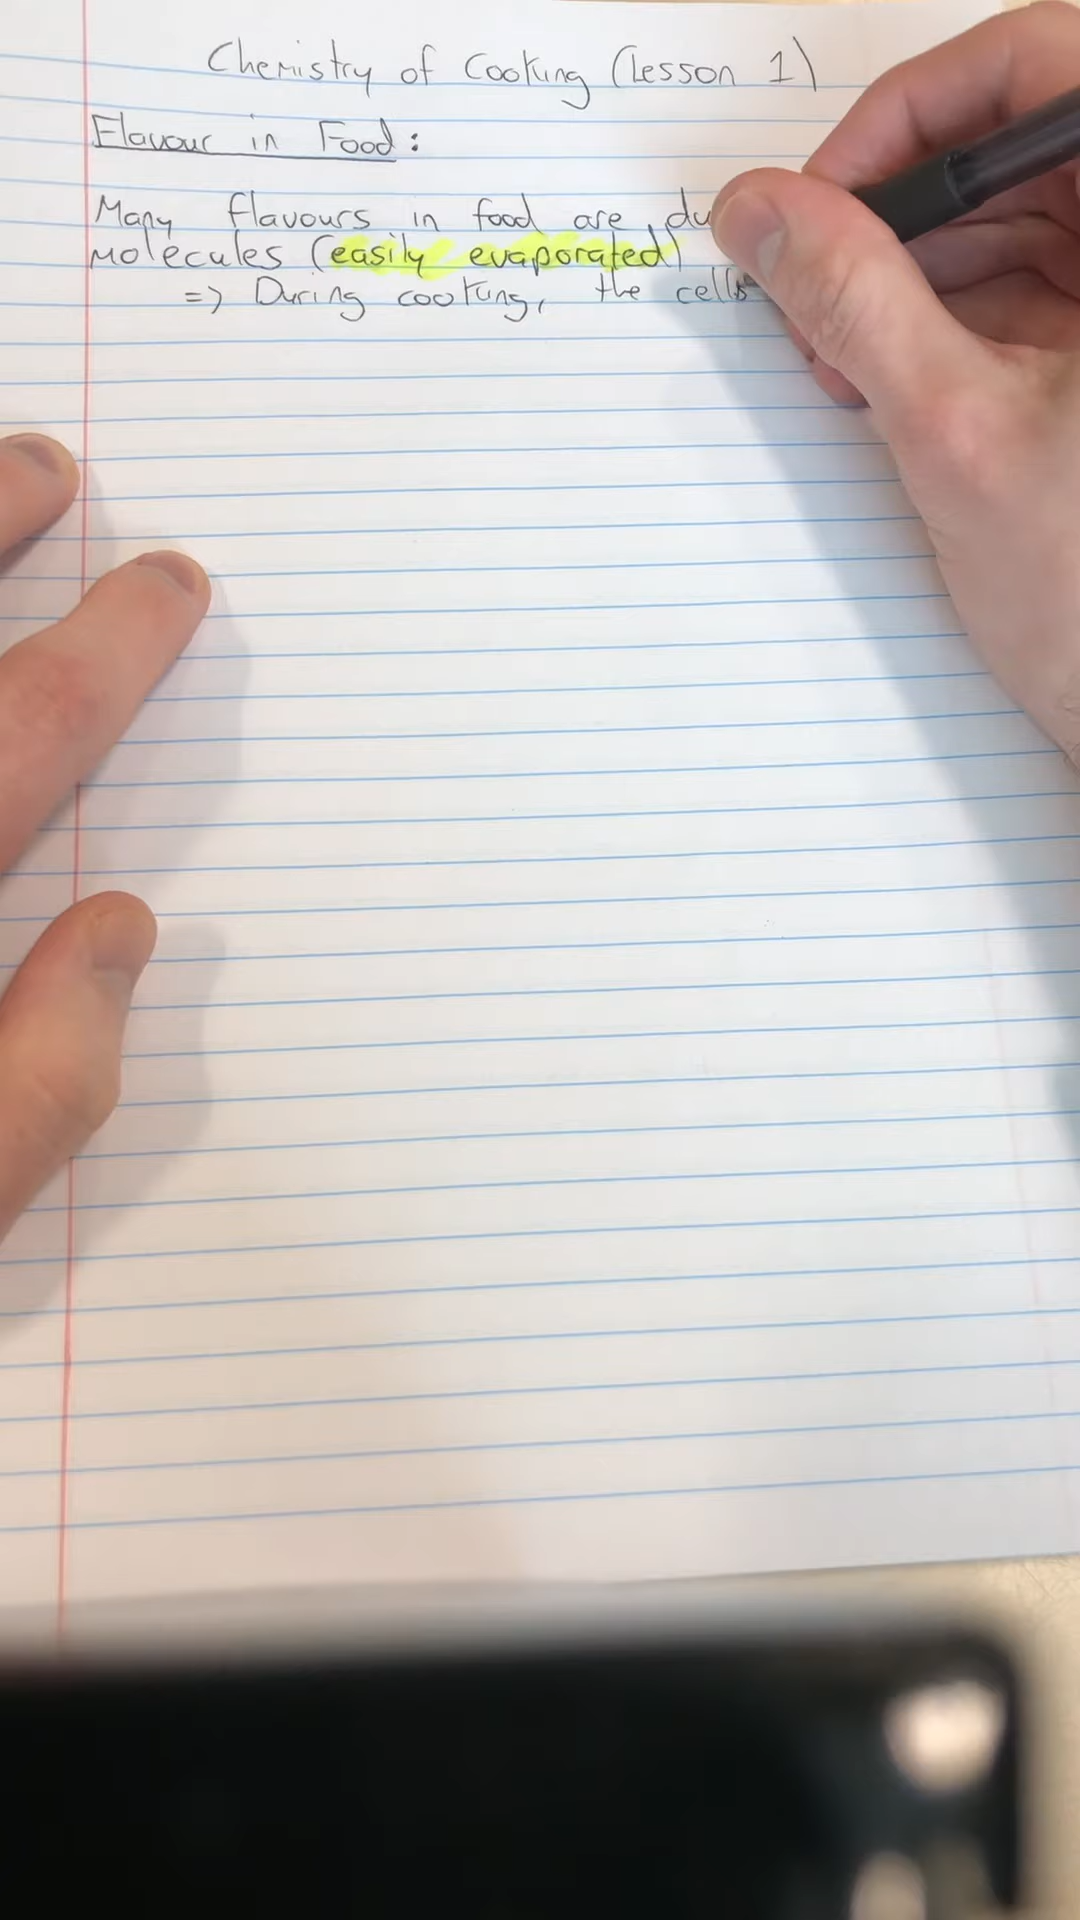 Chemistry of Cooking (Lesson 1)
Flavour in Food:
Many flavours in food are
molecules (easily evaporated)
=> During cooking, the cells